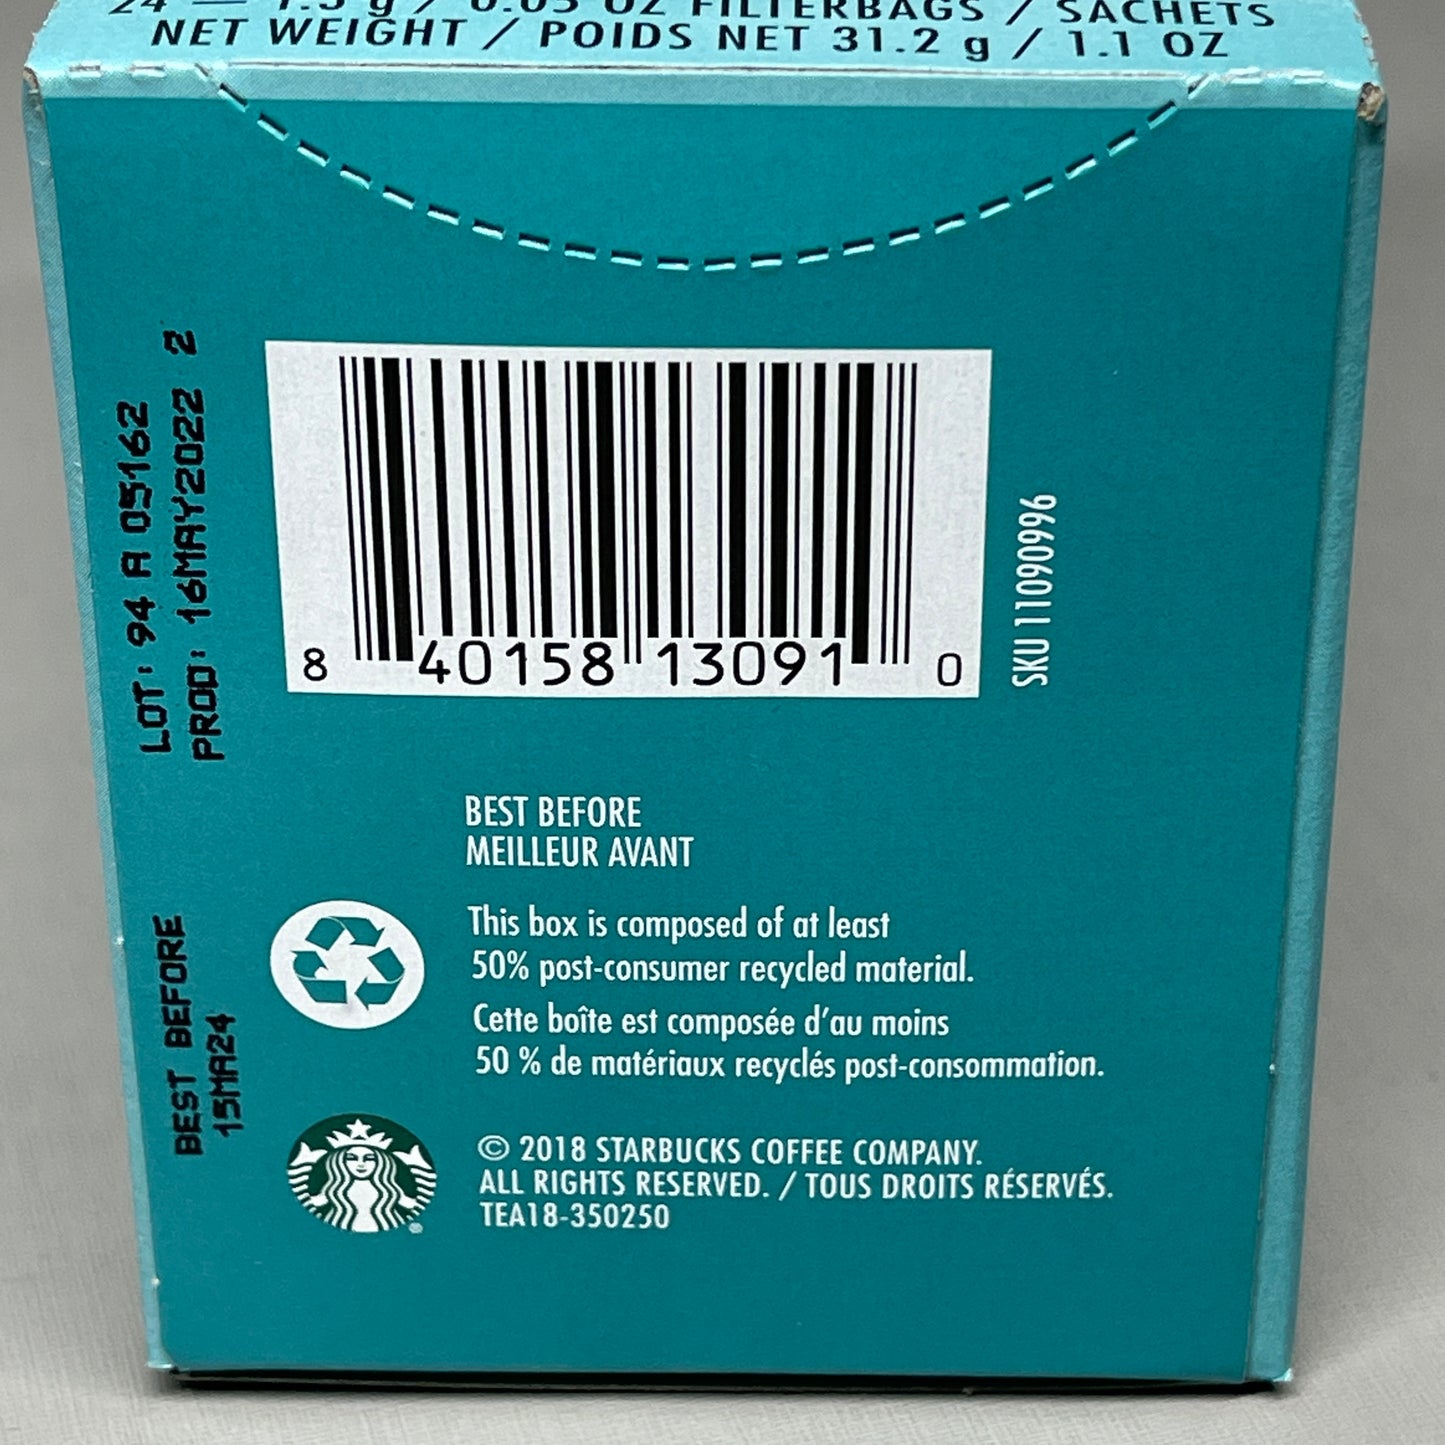 24 — 1.3 g / 0.05 OZ FILTERBAGS / SACHETS
NET WEIGHT / POIDS NET 31.2 g / 1.1 OZ
LOT: 94 A 05162
PROD: 16MAY2022 2
8 40158 13091 0
SKU 11090996
BEST BEFORE
MEILLEUR AVANT
BEST BEFORE
15MA24
This box is composed of at least
50% post-consumer recycled material.
Cette boîte est composée d'au moins
50 % de matériaux recyclés post-consommation.
© 2018 STARBUCKS COFFEE COMPANY.
ALL RIGHTS RESERVED. / TOUS DROITS RÉSERVÉS.
TEA18-350250
®